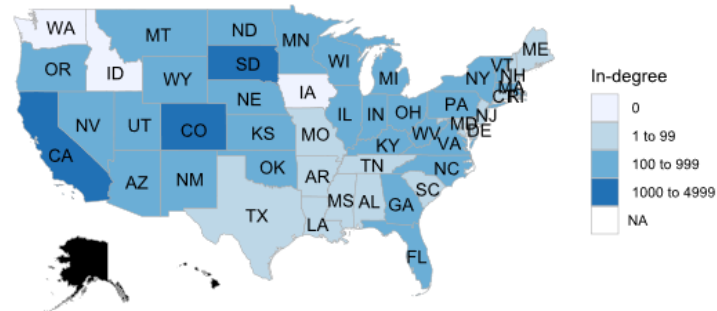 WA
MT
ND
MN
ME
OR
ID
SD
WI
VT
NH
WY
MI
NY
MA
IA
CT
RI
NE
PA
NV
UT
CO
IL
IN
OH
NJ
MD
DE
KS
MO
WV
VA
CA
KY
OK
TN
NC
AZ
NM
AR
SC
MS
AL
GA
TX
LA
FL
In-degree
0
1 to 99
100 to 999
1000 to 4999
NA